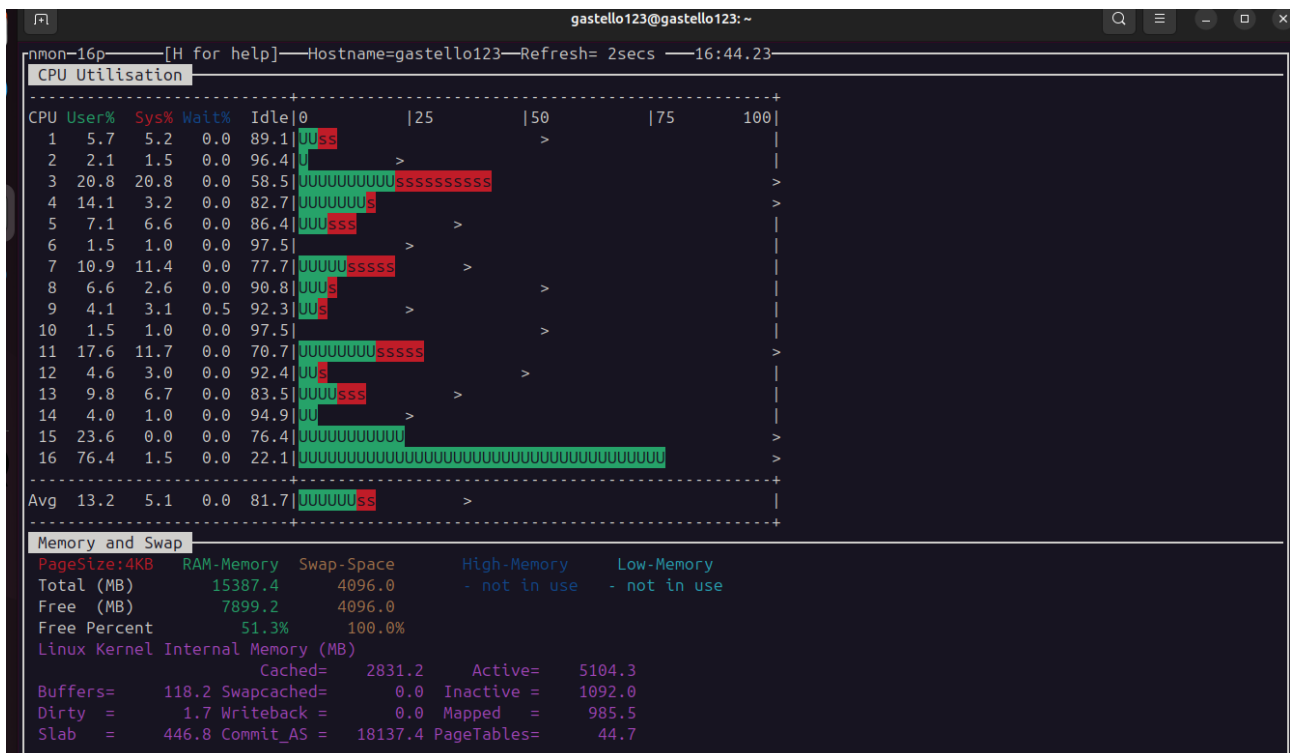 gastello123@gastello123: ~
nmon-16p [H for help] Hostname=gastello123 Refresh= 2secs 16:44.23
CPU Utilisation
CPU User% Sys% Wait% Idle|0 |25 |50 |75 100|
1 5.7 5.2 0.0 89.1|UUss > |
2 2.1 1.5 0.0 96.4|U > |
3 20.8 20.8 0.0 58.5|UUUUUUUUUUssssssssss >
4 14.1 3.2 0.0 82.7|UUUUUUUs >
5 7.1 6.6 0.0 86.4|UUUsss > |
6 1.5 1.0 0.0 97.5| > |
7 10.9 11.4 0.0 77.7|UUUUUsssss > |
8 6.6 2.6 0.0 90.8|UUUs > |
9 4.1 3.1 0.5 92.3|UUs > |
10 1.5 1.0 0.0 97.5| > |
11 17.6 11.7 0.0 70.7|UUUUUUUUsssss >
12 4.6 3.0 0.0 92.4|UUs > |
13 9.8 6.7 0.0 83.5|UUUUsss > |
14 4.0 1.0 0.0 94.9|UU > |
15 23.6 0.0 0.0 76.4|UUUUUUUUUUU >
16 76.4 1.5 0.0 22.1|UUUUUUUUUUUUUUUUUUUUUUUUUUUUUUUUUUUUUU >
Avg 13.2 5.1 0.0 81.7|UUUUUUss > |
Memory and Swap
PageSize:4KB RAM-Memory Swap-Space High-Memory Low-Memory
Total (MB) 15387.4 4096.0 - not in use - not in use
Free (MB) 7899.2 4096.0
Free Percent 51.3% 100.0%
Linux Kernel Internal Memory (MB)
Cached= 2831.2 Active= 5104.3
Buffers= 118.2 Swapcached= 0.0 Inactive = 1092.0
Dirty = 1.7 Writeback = 0.0 Mapped = 985.5
Slab = 446.8 Commit_AS = 18137.4 PageTables= 44.7